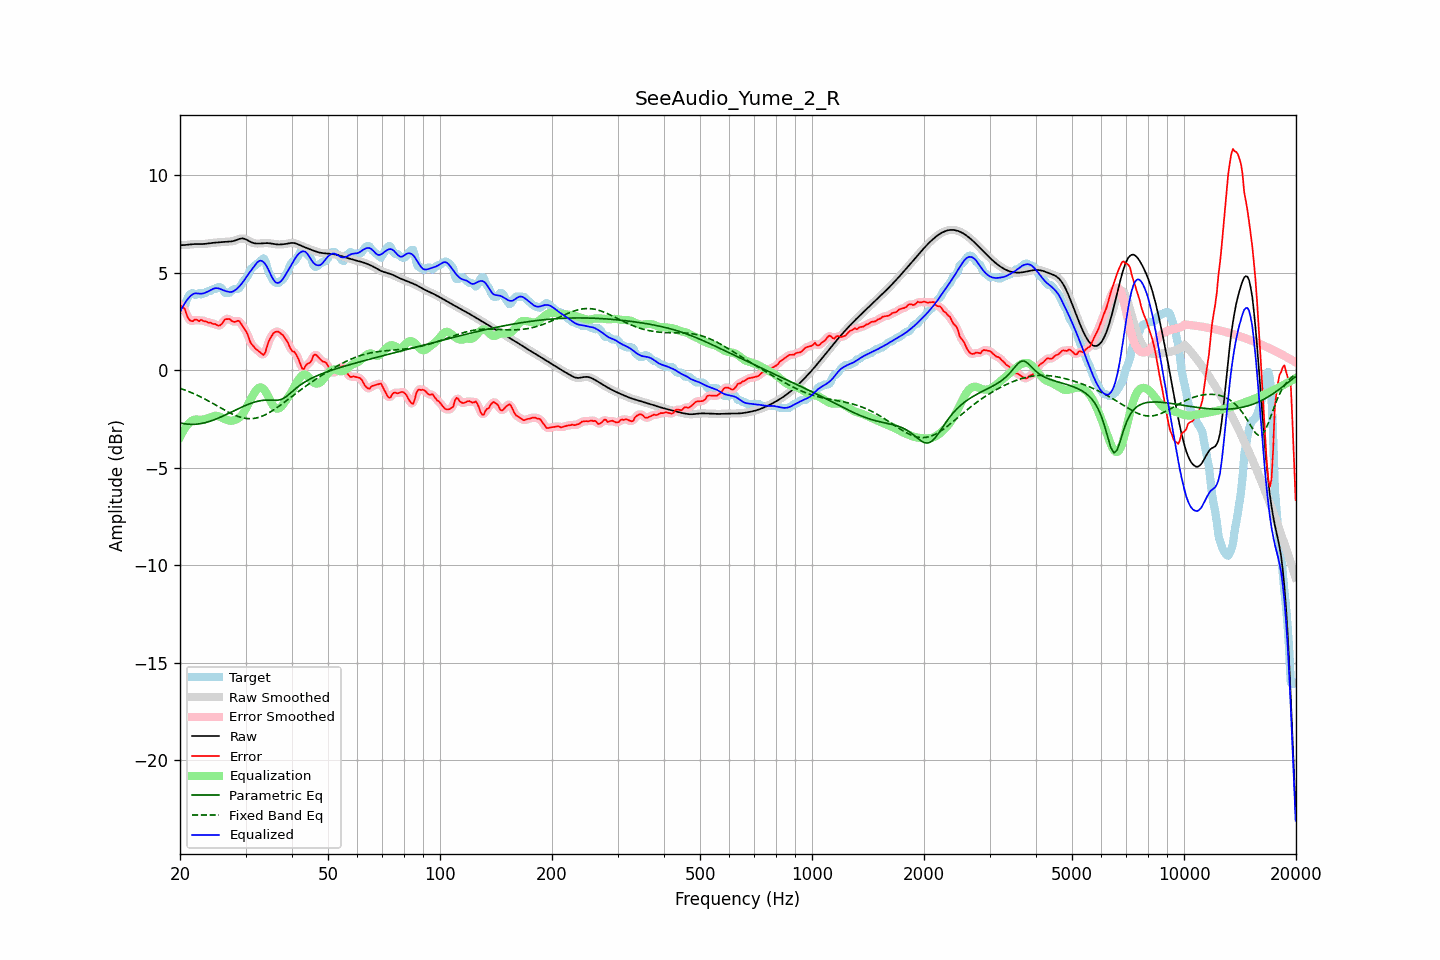 SeeAudio_Yume_2_R
10
5
0
−5
−10
−15
−20
Amplitude (dBr)
Target
Raw Smoothed
Error Smoothed
Raw
Error
Equalization
Parametric Eq
Fixed Band Eq
Equalized
20 50 100 200 500 1000 2000 5000 10000 20000
Frequency (Hz)